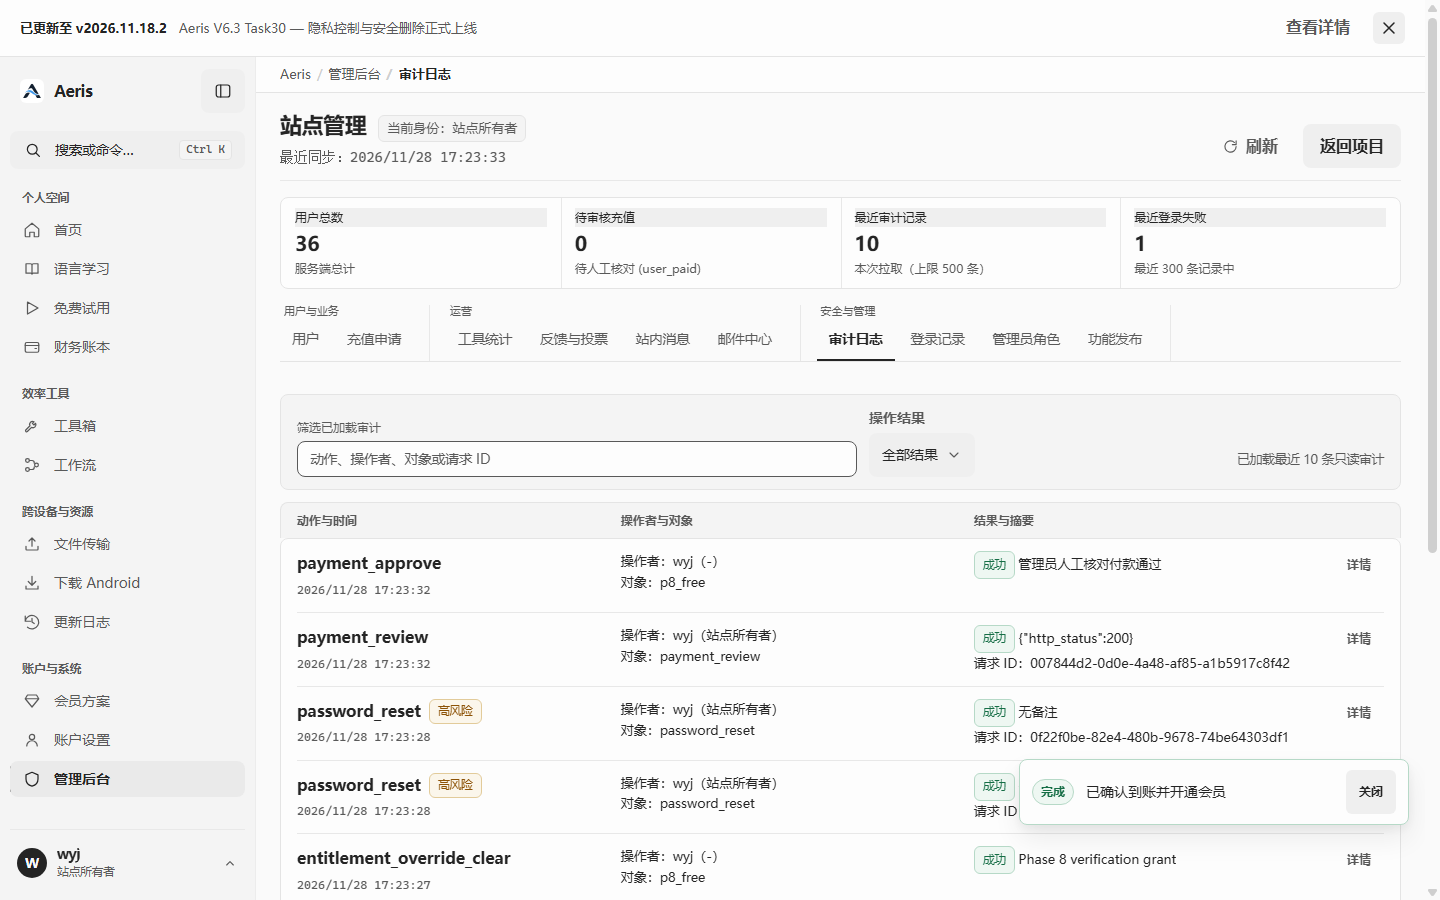 已更新至 v2026.11.18.2 Aeris V6.3 Task30 — 隐私控制与安全删除正式上线
查看详情
Aeris
搜索或命令... Ctrl K
个人空间
首页
语言学习
免费试用
财务账本
效率工具
工具箱
工作流
跨设备与资源
文件传输
下载 Android
更新日志
账户与系统
会员方案
账户设置
管理后台
W wyj
站点所有者
Aeris / 管理后台 / 审计日志
站点管理 当前身份：站点所有者
最近同步：2026/11/28 17:23:33
刷新 返回项目
用户总数
36
服务端总计
待审核充值
0
待人工核对 (user_paid)
最近审计记录
10
本次拉取（上限 500 条）
最近登录失败
1
最近 300 条记录中
用户与业务
用户 充值申请
运营
工具统计 反馈与投票 站内消息 邮件中心
安全与管理
审计日志 登录记录 管理员角色 功能发布
筛选已加载审计
动作、操作者、对象或请求 ID
操作结果
全部结果
已加载最近 10 条只读审计
动作与时间 操作者与对象 结果与摘要
payment_approve
2026/11/28 17:23:32
操作者：wyj（-）
对象：p8_free
成功 管理员人工核对付款通过
详情
payment_review
2026/11/28 17:23:32
操作者：wyj（站点所有者）
对象：payment_review
成功 {"http_status":200}
请求 ID：007844d2-0d0e-4a48-af85-a1b5917c8f42
详情
password_reset 高风险
2026/11/28 17:23:28
操作者：wyj（站点所有者）
对象：password_reset
成功 无备注
请求 ID：0f22f0be-82e4-480b-9678-74be64303df1
详情
password_reset 高风险
2026/11/28 17:23:28
操作者：wyj（站点所有者）
对象：password_reset
成功
请求 ID
完成 已确认到账并开通会员 关闭
entitlement_override_clear
2026/11/28 17:23:27
操作者：wyj（-）
对象：p8_free
成功 Phase 8 verification grant
详情